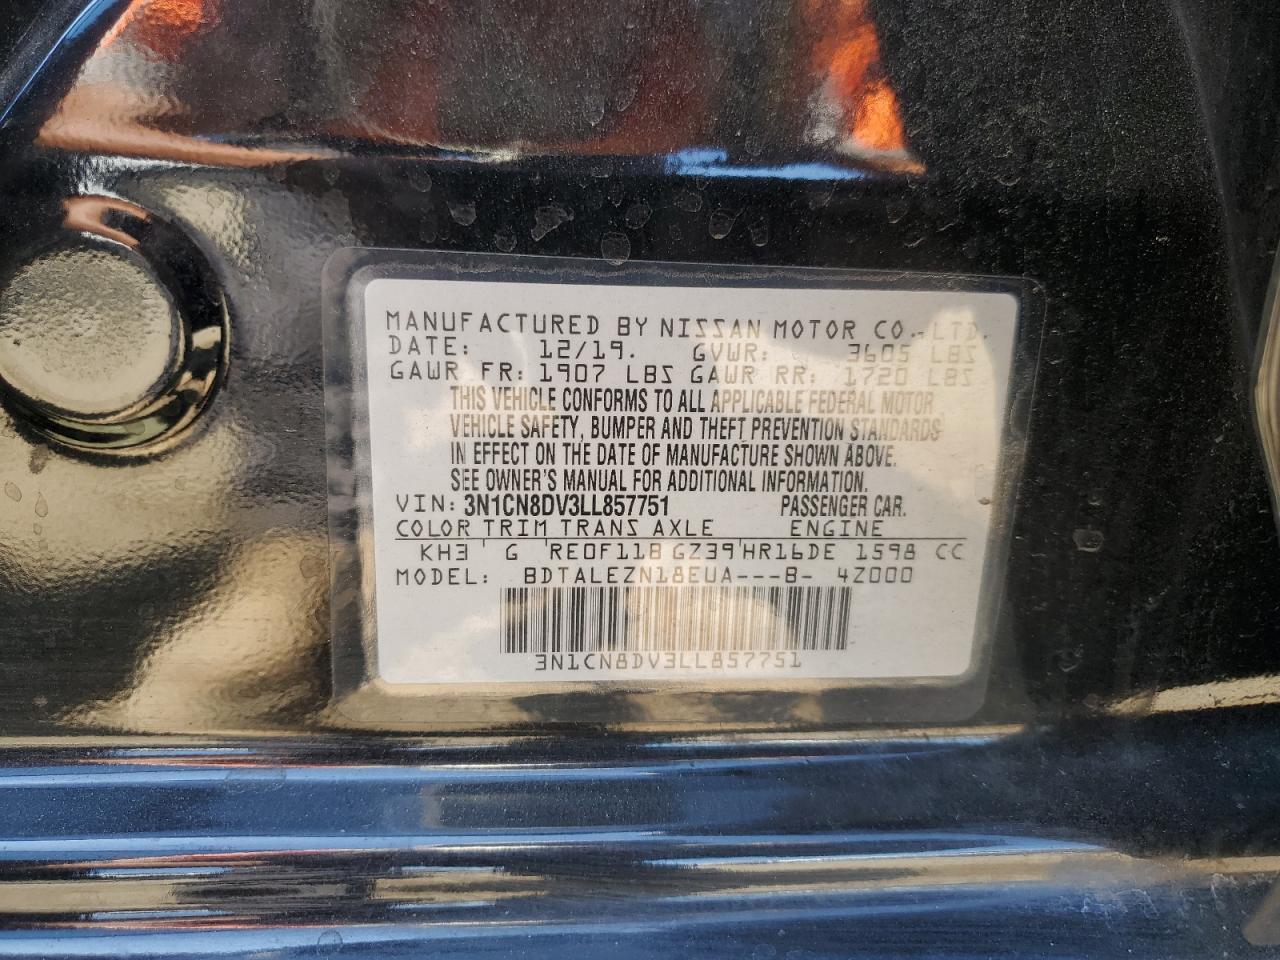 MANUFACTURED BY NISSAN MOTOR CO., LTD.
DATE: 12/19. GVWR: 3605 LBS
GAWR FR: 1907 LBS GAWR RR: 1720 LBS
THIS VEHICLE CONFORMS TO ALL APPLICABLE FEDERAL MOTOR
VEHICLE SAFETY, BUMPER AND THEFT PREVENTION STANDARDS
IN EFFECT ON THE DATE OF MANUFACTURE SHOWN ABOVE.
SEE OWNER'S MANUAL FOR ADDITIONAL INFORMATION.
VIN: 3N1CN8DV3LL857751 PASSENGER CAR.
COLOR TRIM TRANS AXLE ENGINE
KH3 G RE0F11B GZ39 HR16DE 1598 CC
MODEL: BDTALEZN18EUA---B- 4Z000
3N1CN8DV3LL857751